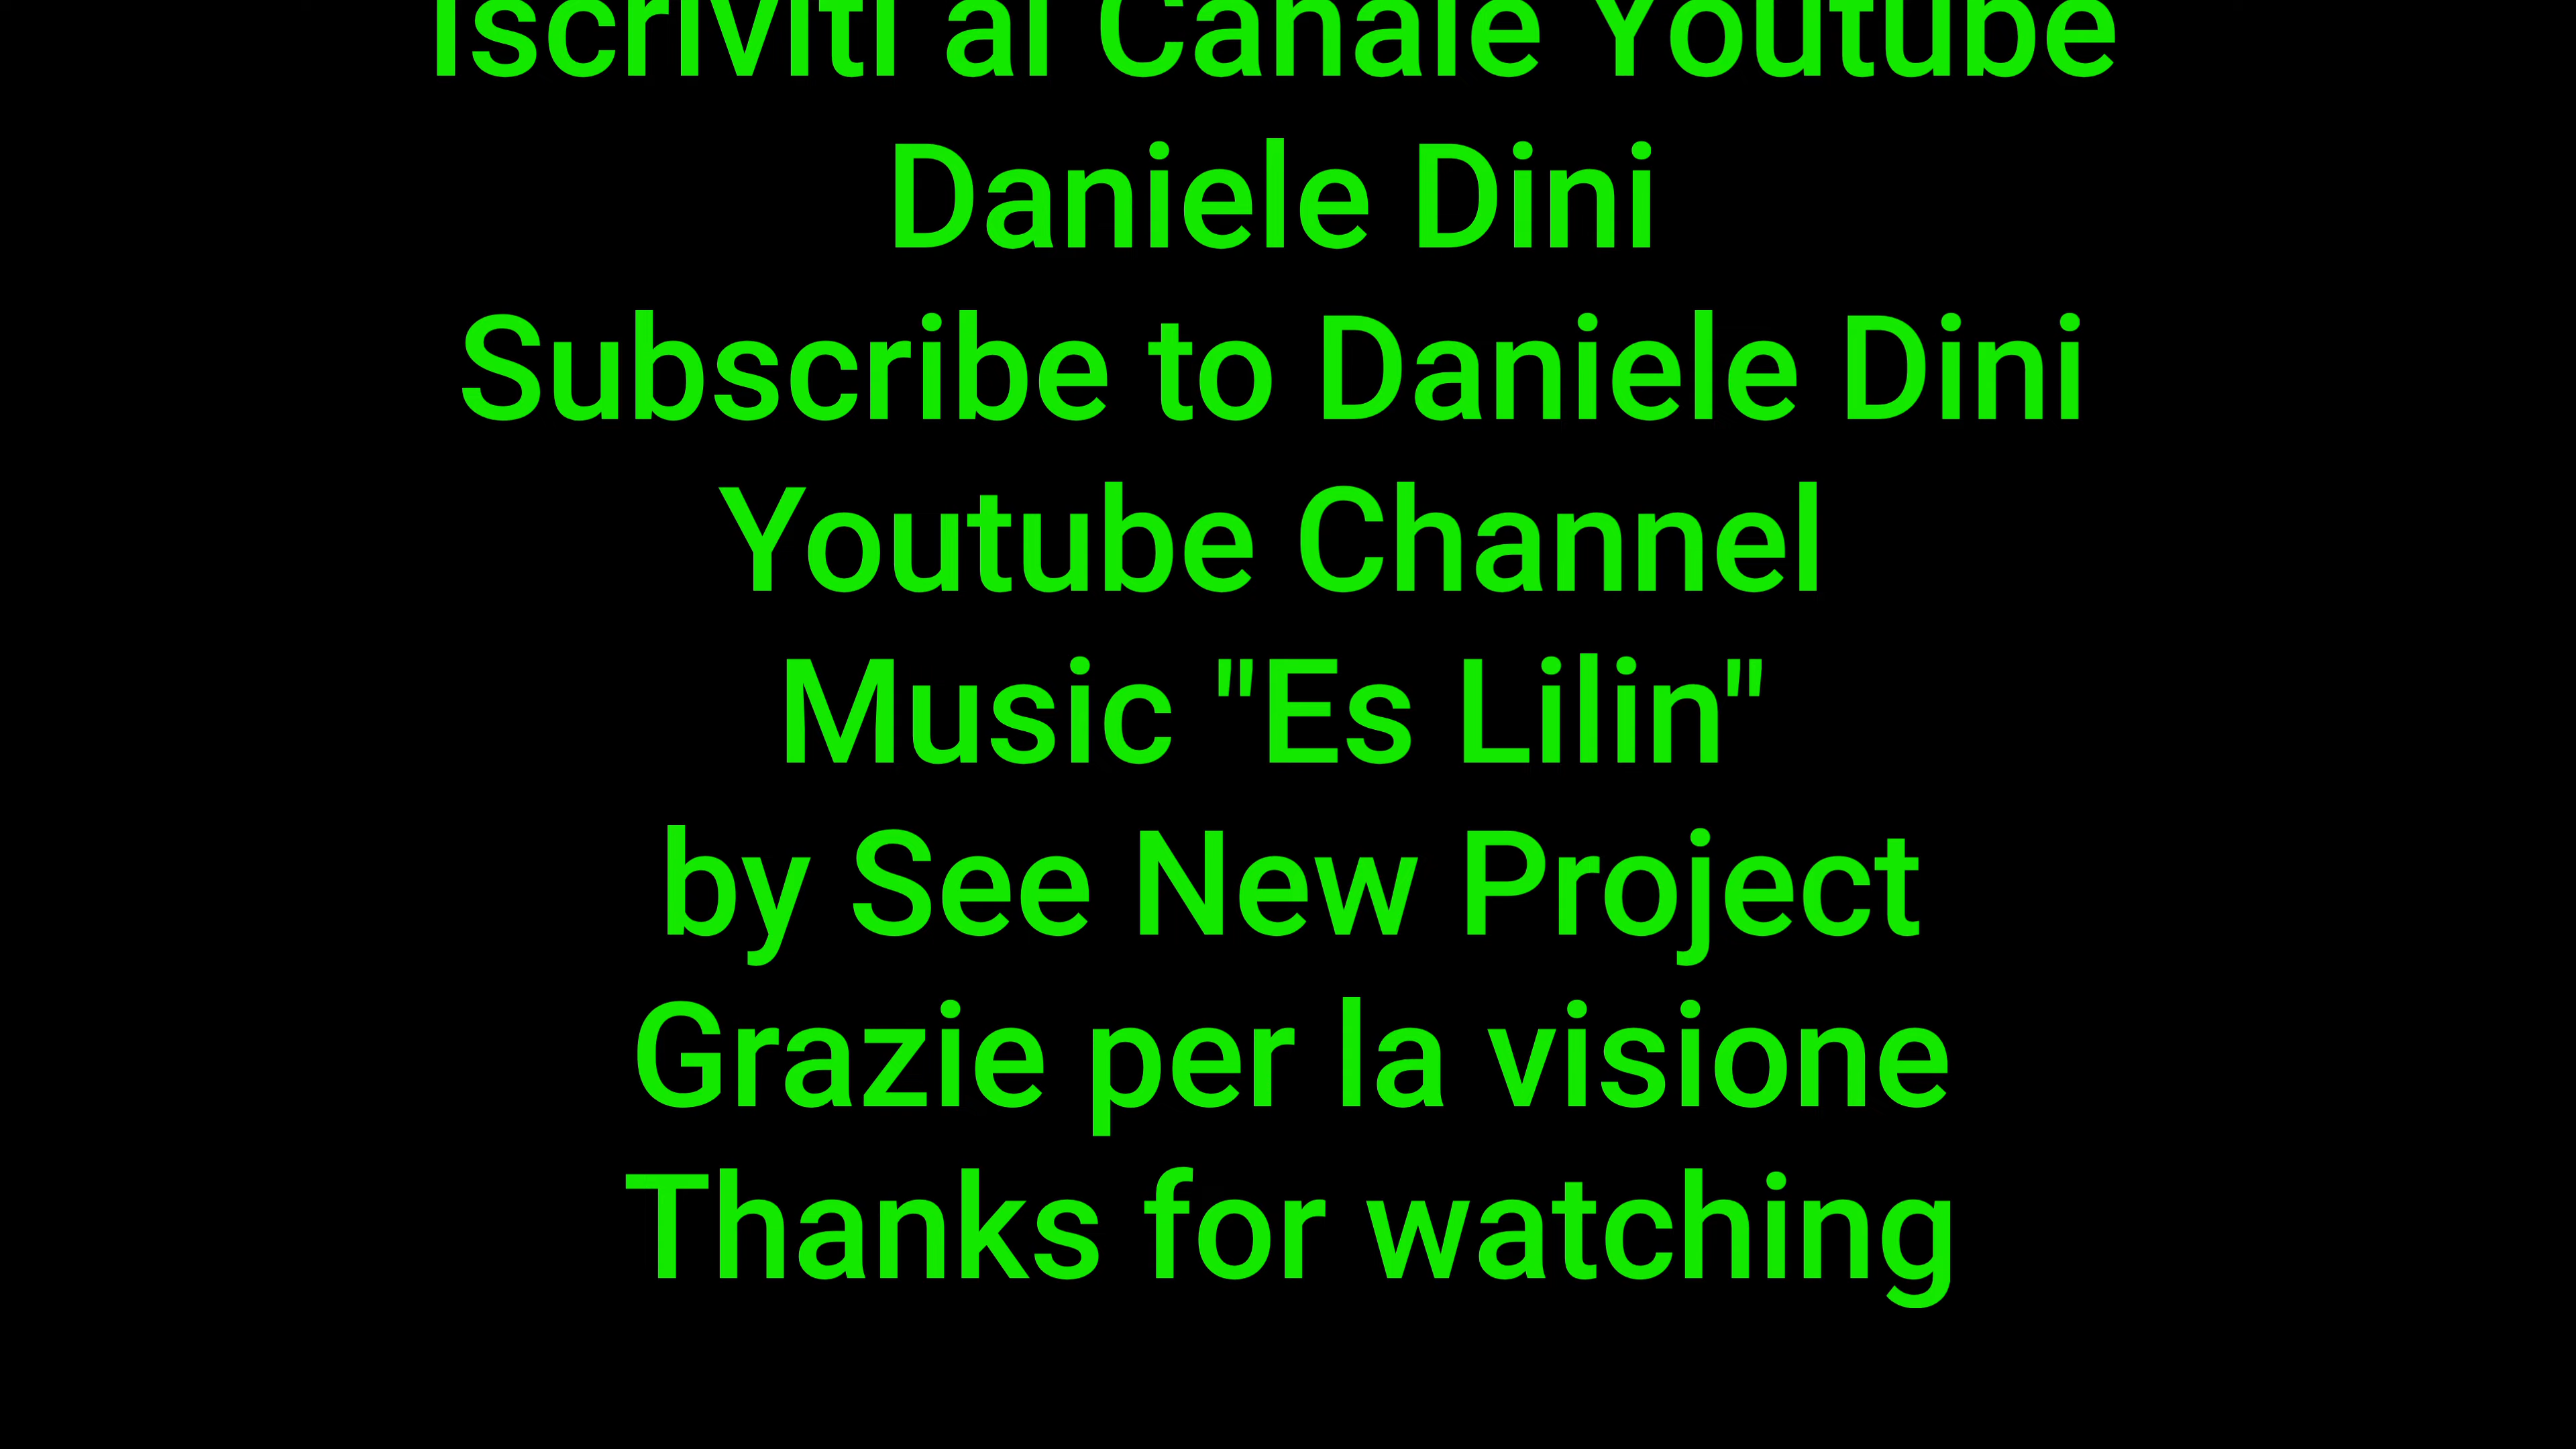 Iscriviti al Canale Youtube
Daniele Dini
Subscribe to Daniele Dini
Youtube Channel
Music "Es Lilin"
by See New Project
Grazie per la visione
Thanks for watching